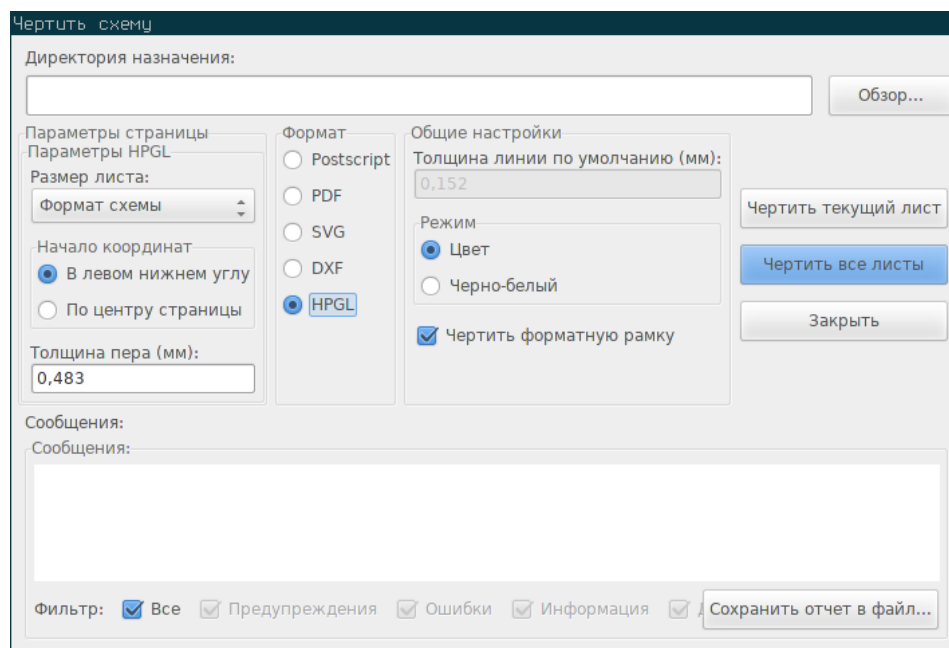 Чертить схему
Директория назначения:
Обзор...
Параметры страницы
Параметры HPGL
Размер листа:
Формат схемы
Начало координат
В левом нижнем углу
По центру страницы
Толщина пера (мм):
0,483
Формат
Postscript
PDF
SVG
DXF
HPGL
Общие настройки
Толщина линии по умолчанию (мм):
0,152
Режим
Цвет
Черно-белый
Чертить форматную рамку
Чертить текущий лист
Чертить все листы
Закрыть
Сообщения:
Сообщения:
Фильтр: Все Предупреждения Ошибки Информация Сохранить отчет в файл...